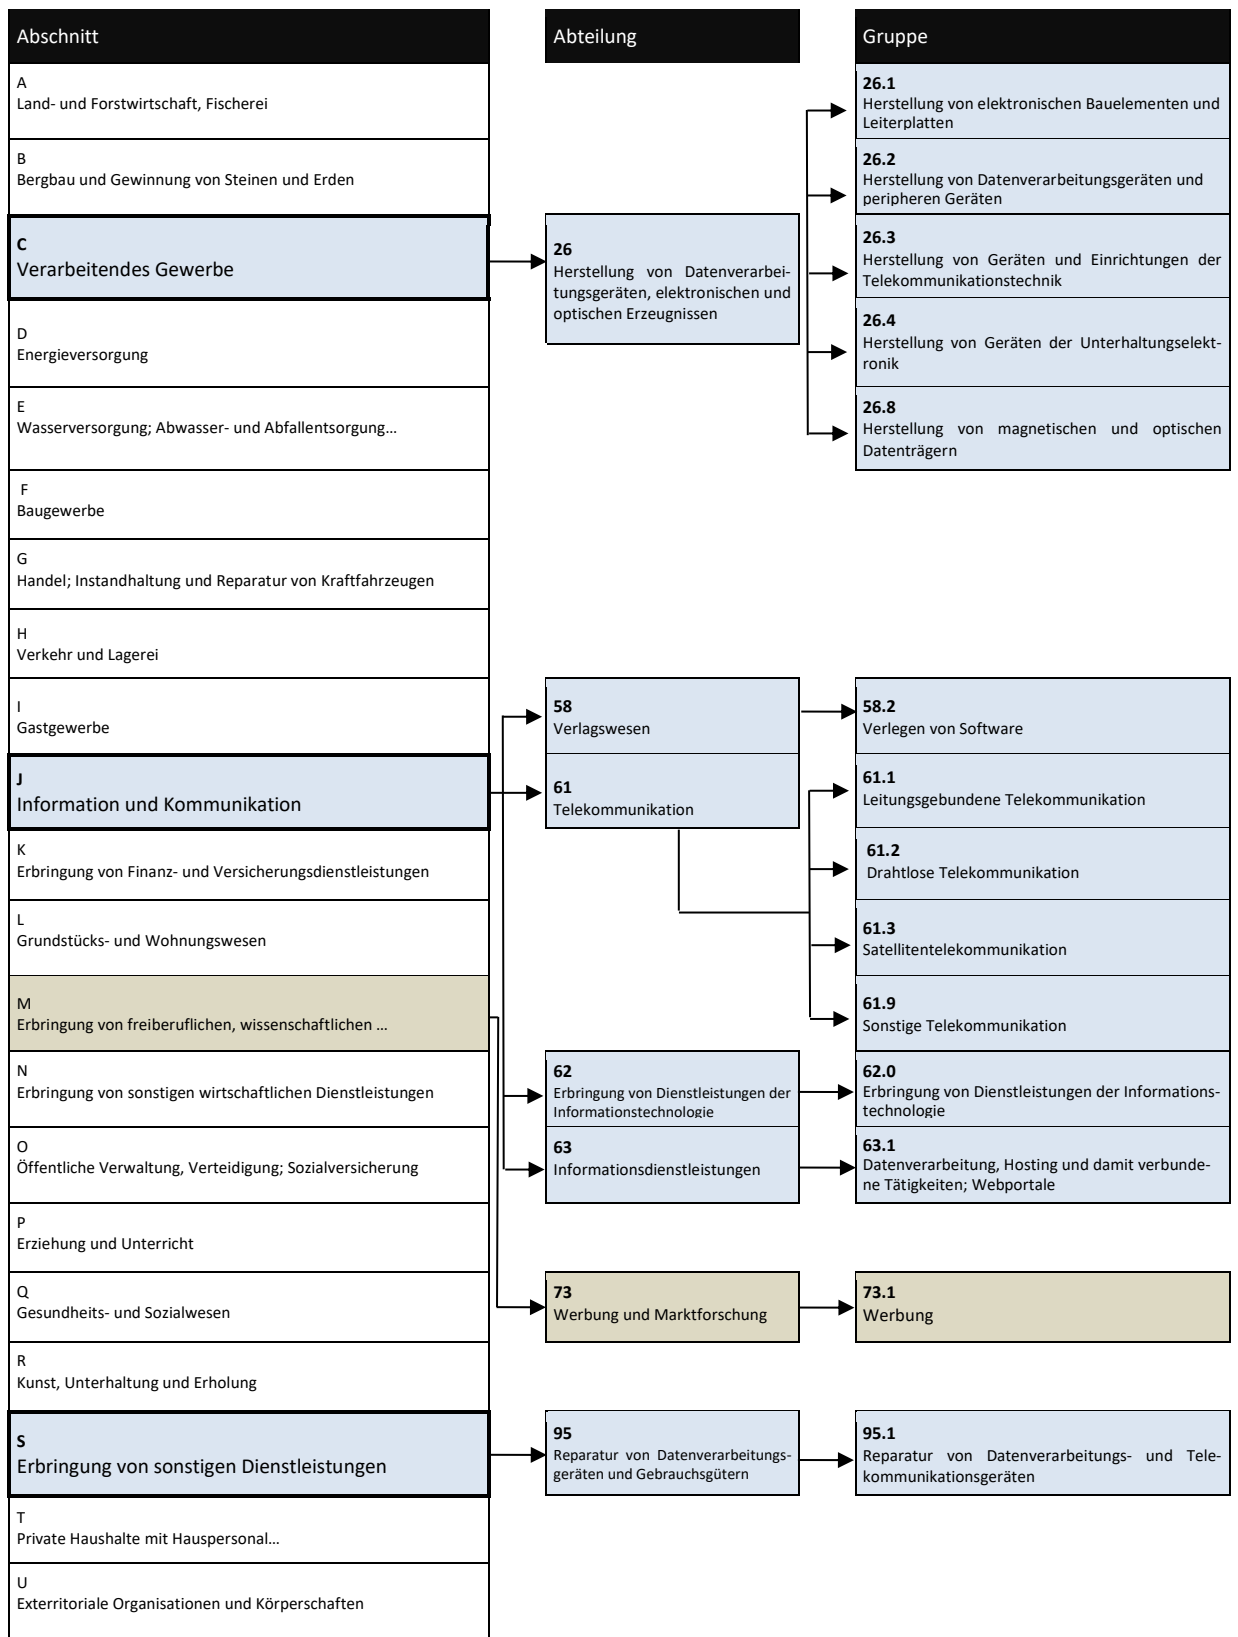 Abschnitt
A
Land- und Forstwirtschaft, Fischerei
B
Bergbau und Gewinnung von Steinen und Erden
C
Verarbeitendes Gewerbe
D
Energieversorgung
E
Wasserversorgung; Abwasser- und Abfallentsorgung…
F
Baugewerbe
G
Handel; Instandhaltung und Reparatur von Kraftfahrzeugen
H
Verkehr und Lagerei
I
Gastgewerbe
J
Information und Kommunikation
K
Erbringung von Finanz- und Versicherungsdienstleistungen
L
Grundstücks- und Wohnungswesen
M
Erbringung von freiberuflichen, wissenschaftlichen …
N
Erbringung von sonstigen wirtschaftlichen Dienstleistungen
O
Öffentliche Verwaltung, Verteidigung; Sozialversicherung
P
Erziehung und Unterricht
Q
Gesundheits- und Sozialwesen
R
Kunst, Unterhaltung und Erholung
S
Erbringung von sonstigen Dienstleistungen
T
Private Haushalte mit Hauspersonal…
U
Exterritoriale Organisationen und Körperschaften
Abteilung
26
Herstellung von Datenverarbei-
tungsgeräten, elektronischen und
optischen Erzeugnissen
58
Verlagswesen
61
Telekommunikation
62
Erbringung von Dienstleistungen der
Informationstechnologie
63
Informationsdienstleistungen
73
Werbung und Marktforschung
95
Reparatur von Datenverarbeitungs-
geräten und Gebrauchsgütern
Gruppe
26.1
Herstellung von elektronischen Bauelementen und
Leiterplatten
26.2
Herstellung von Datenverarbeitungsgeräten und
peripheren Geräten
26.3
Herstellung von Geräten und Einrichtungen der
Telekommunikationstechnik
26.4
Herstellung von Geräten der Unterhaltungselekt-
ronik
26.8
Herstellung von magnetischen und optischen
Datenträgern
58.2
Verlegen von Software
61.1
Leitungsgebundene Telekommunikation
61.2
Drahtlose Telekommunikation
61.3
Satellitentelekommunikation
61.9
Sonstige Telekommunikation
62.0
Erbringung von Dienstleistungen der Informations-
technologie
63.1
Datenverarbeitung, Hosting und damit verbunde-
ne Tätigkeiten; Webportale
73.1
Werbung
95.1
Reparatur von Datenverarbeitungs- und Tele-
kommunikationsgeräten